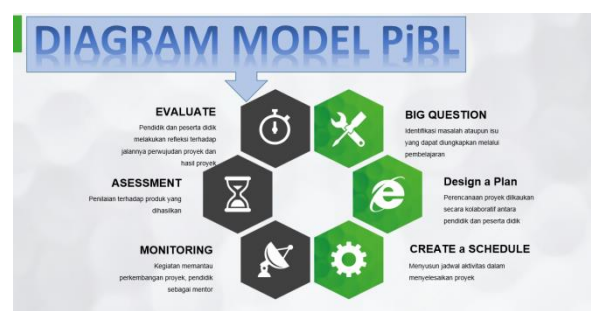 DIAGRAM MODEL PjBL
EVALUATE
Pendidik dan peserta didik
melakukan refleksi terhadap
jalannya perwujudan proyek dan
hasil proyek
BIG QUESTION
Identifikasi masalah ataupun isu
yang dapat diungkapkan melalui
pembelajaran
ASESSMENT
Penilaian terhadap produk yang
dihasilkan
Design a Plan
Perencanaan proyek dilkaukan
secara kolaboratif antara
pendidik dan peserta didik
MONITORING
Kegiatan memantau
perkembangan proyek, pendidik
sebagai mentor
CREATE a SCHEDULE
Menyusun jadwal aktivitas dalam
menyelesaikan proyek